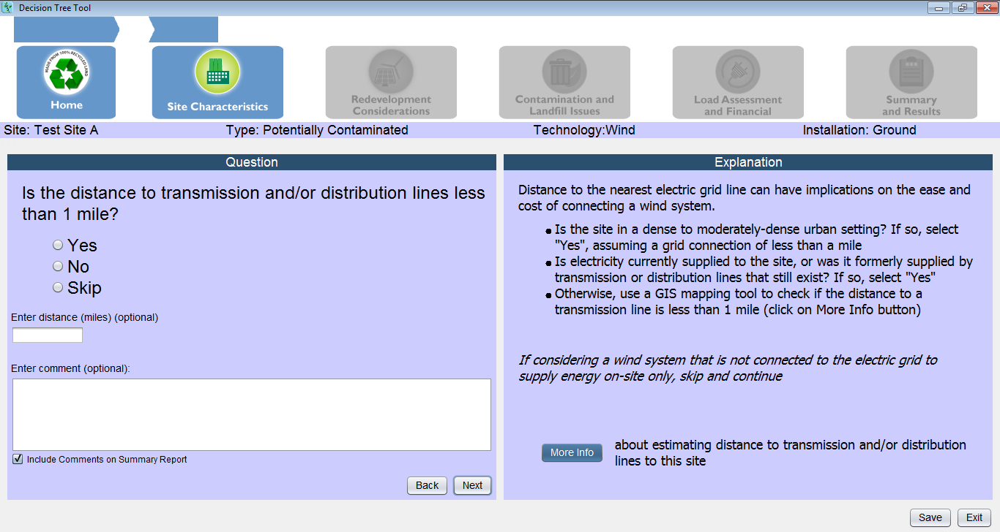 Decision Tree Tool
MADE FROM 100% RECYCLED LAND
Home
Site Characteristics
Redevelopment
Considerations
Contamination and
Landfill Issues
Load Assessment
and Financial
Summary
and Results
Site: Test Site A
Type: Potentially Contaminated
Technology:Wind
Installation: Ground
Question
Is the distance to transmission and/or distribution lines less
than 1 mile?
Yes
No
Skip
Enter distance (miles) (optional)
Enter comment (optional):
Include Comments on Summary Report
Back
Next
Explanation
Distance to the nearest electric grid line can have implications on the ease and
cost of connecting a wind system.
Is the site in a dense to moderately-dense urban setting? If so, select
"Yes", assuming a grid connection of less than a mile
Is electricity currently supplied to the site, or was it formerly supplied by
transmission or distribution lines that still exist? If so, select "Yes"
Otherwise, use a GIS mapping tool to check if the distance to a
transmission line is less than 1 mile (click on More Info button)
If considering a wind system that is not connected to the electric grid to
supply energy on-site only, skip and continue
More Info
about estimating distance to transmission and/or distribution
lines to this site
Save
Exit